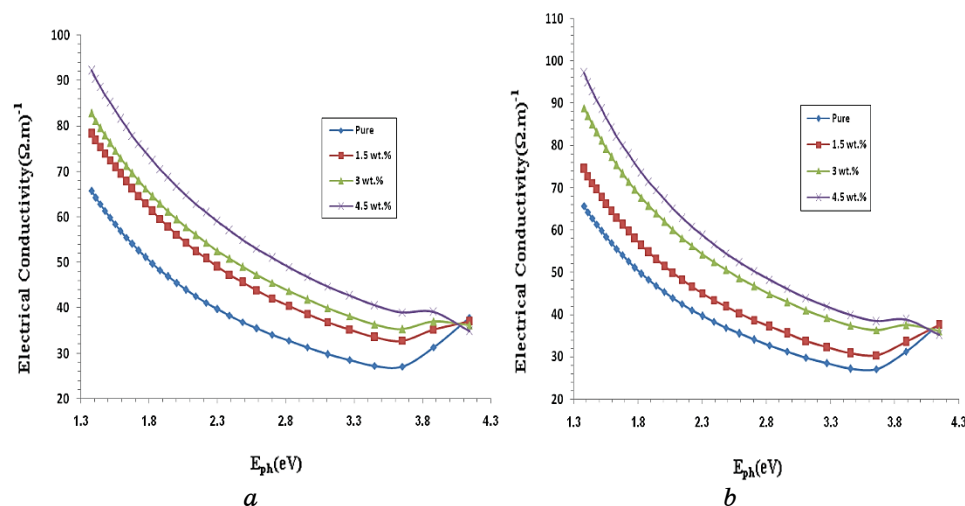 100
90
80
70
60
50
40
30
20
1.3 1.8 2.3 2.8 3.3 3.8 4.3
Electrical Conductivity(Ω.m)⁻¹
E_ph(eV)
Pure
1.5 wt.%
3 wt.%
4.5 wt.%
a
110
100
90
80
70
60
50
40
30
20
1.3 1.8 2.3 2.8 3.3 3.8 4.3
Electrical Conductivity(Ω.m)⁻¹
E_ph(eV)
Pure
1.5 wt.%
3 wt.%
4.5 wt.%
b